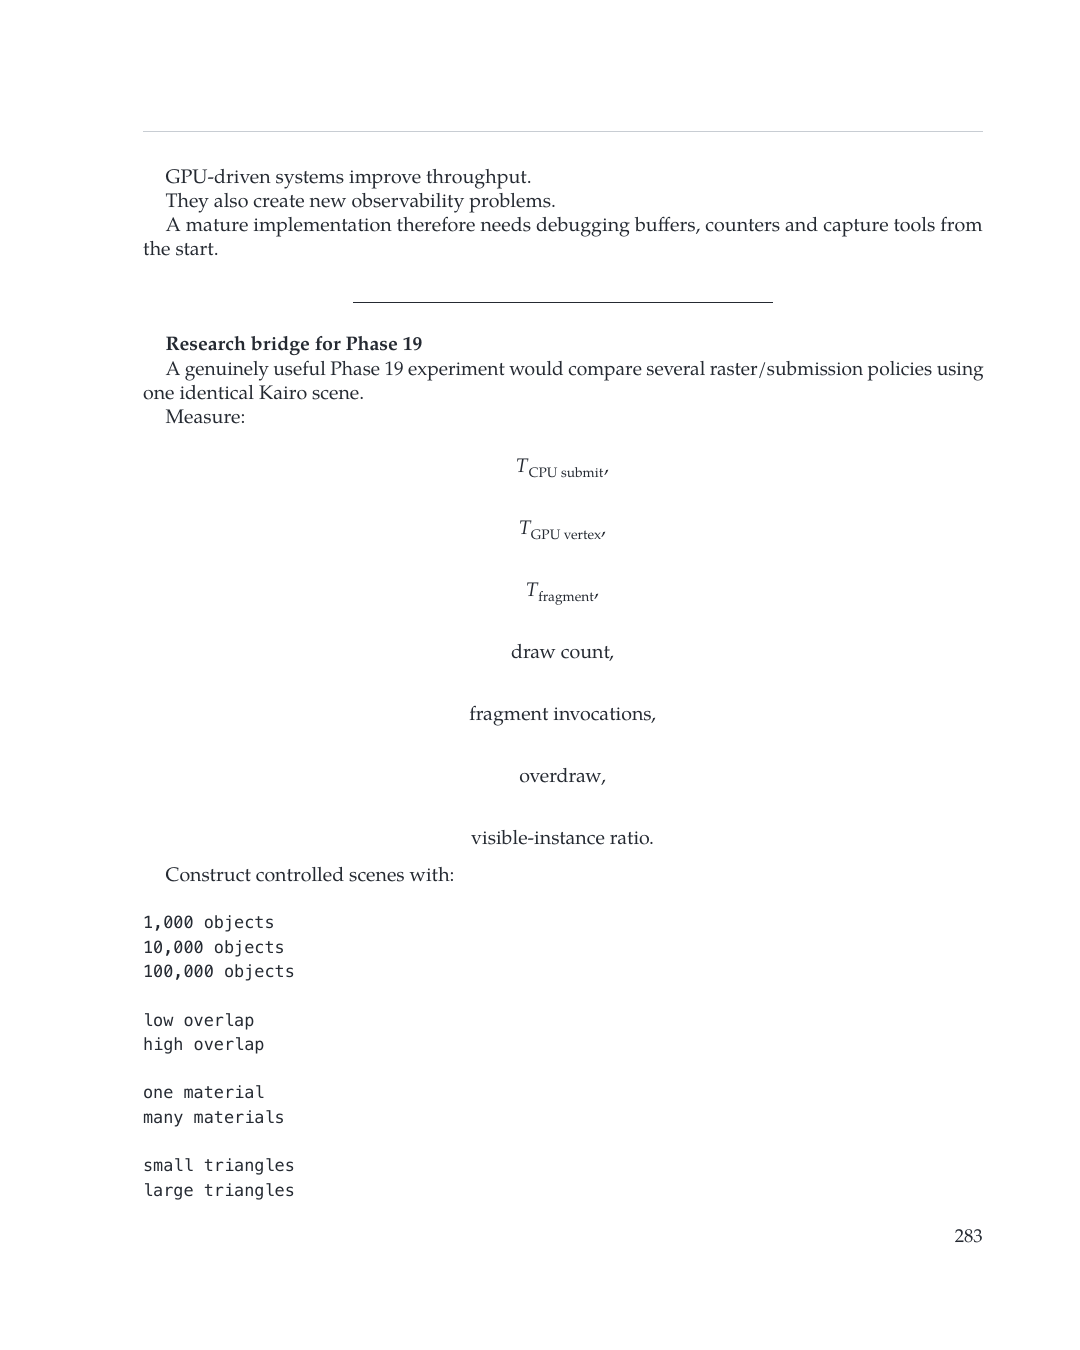 GPU-driven systems improve throughput.
They also create new observability problems.
A mature implementation therefore needs debugging buffers, counters and capture tools from
the start.
Research bridge for Phase 19
A genuinely useful Phase 19 experiment would compare several raster/submission policies using
one identical Kairo scene.
Measure:
T_CPU submit,
T_GPU vertex,
T_fragment,
draw count,
fragment invocations,
overdraw,
visible-instance ratio.
Construct controlled scenes with:
1,000 objects
10,000 objects
100,000 objects
low overlap
high overlap
one material
many materials
small triangles
large triangles
283